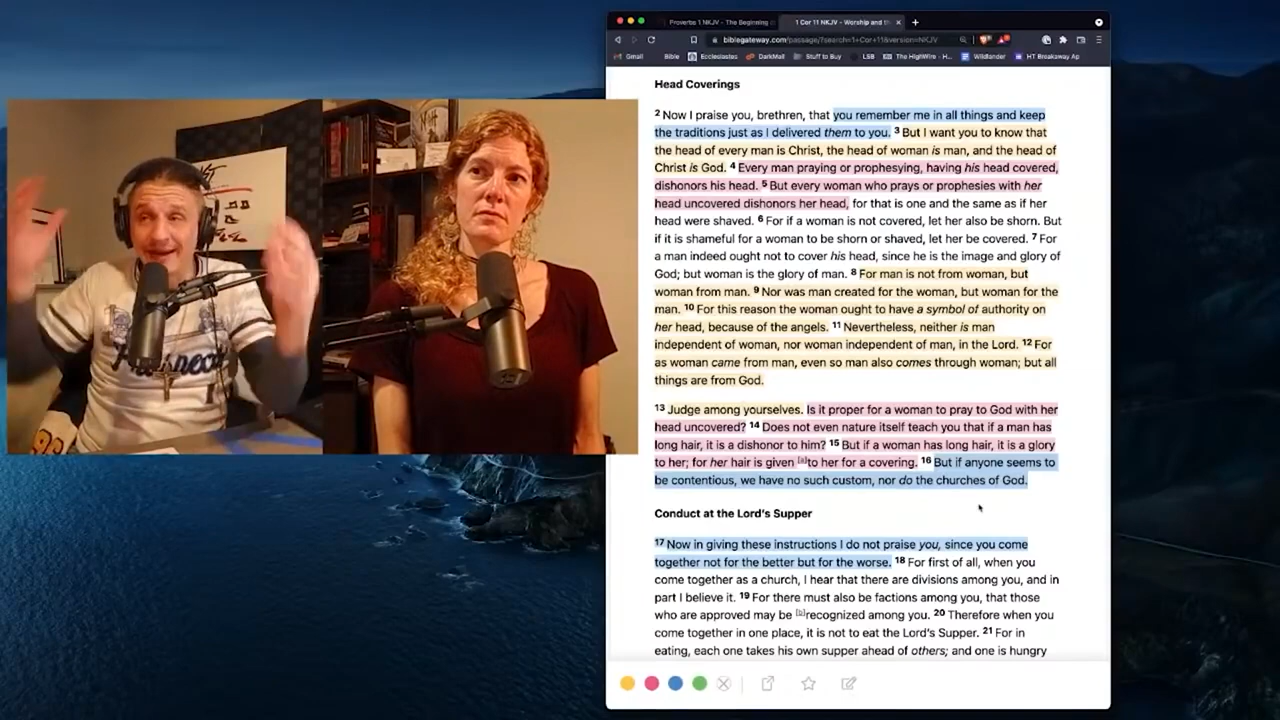 Proverbs 1 NKJV - The Beginning o
1 Cor 11 NKJV - Worship and th
biblegateway.com/passage/?search=1+Cor+11&version=NKJV
Gmail Bible Ecclesiastes DarkMail Stuff to Buy LSB The HighWire - H... Wildlander HT Breakaway Ap
Head Coverings
2 Now I praise you, brethren, that you remember me in all things and keep
the traditions just as I delivered them to you. 3 But I want you to know that
the head of every man is Christ, the head of woman is man, and the head of
Christ is God. 4 Every man praying or prophesying, having his head covered,
dishonors his head. 5 But every woman who prays or prophesies with her
head uncovered dishonors her head, for that is one and the same as if her
head were shaved. 6 For if a woman is not covered, let her also be shorn. But
if it is shameful for a woman to be shorn or shaved, let her be covered. 7 For
a man indeed ought not to cover his head, since he is the image and glory of
God; but woman is the glory of man. 8 For man is not from woman, but
woman from man. 9 Nor was man created for the woman, but woman for the
man. 10 For this reason the woman ought to have a symbol of authority on
her head, because of the angels. 11 Nevertheless, neither is man
independent of woman, nor woman independent of man, in the Lord. 12 For
as woman came from man, even so man also comes through woman; but all
things are from God.
13 Judge among yourselves. Is it proper for a woman to pray to God with her
head uncovered? 14 Does not even nature itself teach you that if a man has
long hair, it is a dishonor to him? 15 But if a woman has long hair, it is a glory
to her; for her hair is given [a]to her for a covering. 16 But if anyone seems to
be contentious, we have no such custom, nor do the churches of God.
Conduct at the Lord's Supper
17 Now in giving these instructions I do not praise you, since you come
together not for the better but for the worse. 18 For first of all, when you
come together as a church, I hear that there are divisions among you, and in
part I believe it. 19 For there must also be factions among you, that those
who are approved may be [b]recognized among you. 20 Therefore when you
come together in one place, it is not to eat the Lord's Supper. 21 For in
eating, each one takes his own supper ahead of others; and one is hungry